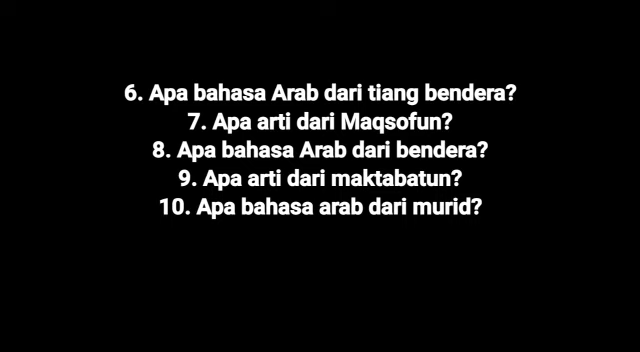 6. Apa bahasa Arab dari tiang bendera?
7. Apa arti dari Maqsofun?
8. Apa bahasa Arab dari bendera?
9. Apa arti dari maktabatun?
10. Apa bahasa arab dari murid?